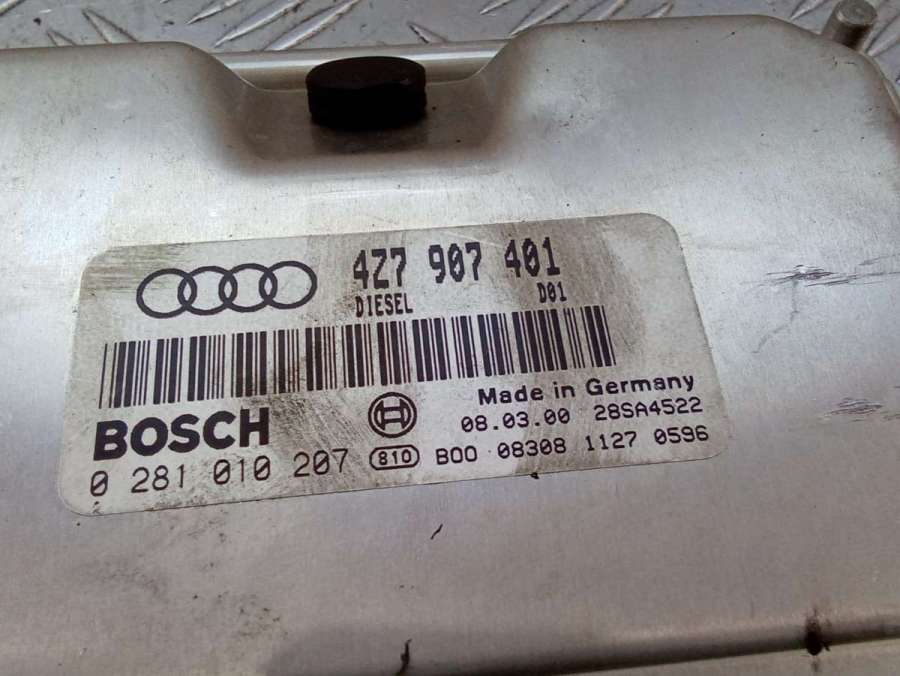 4Z7 907 401
DIESEL D01
Made in Germany
BOSCH
08.03.00 28SA4522
0 281 010 207 810 B00 08308 1127 0596